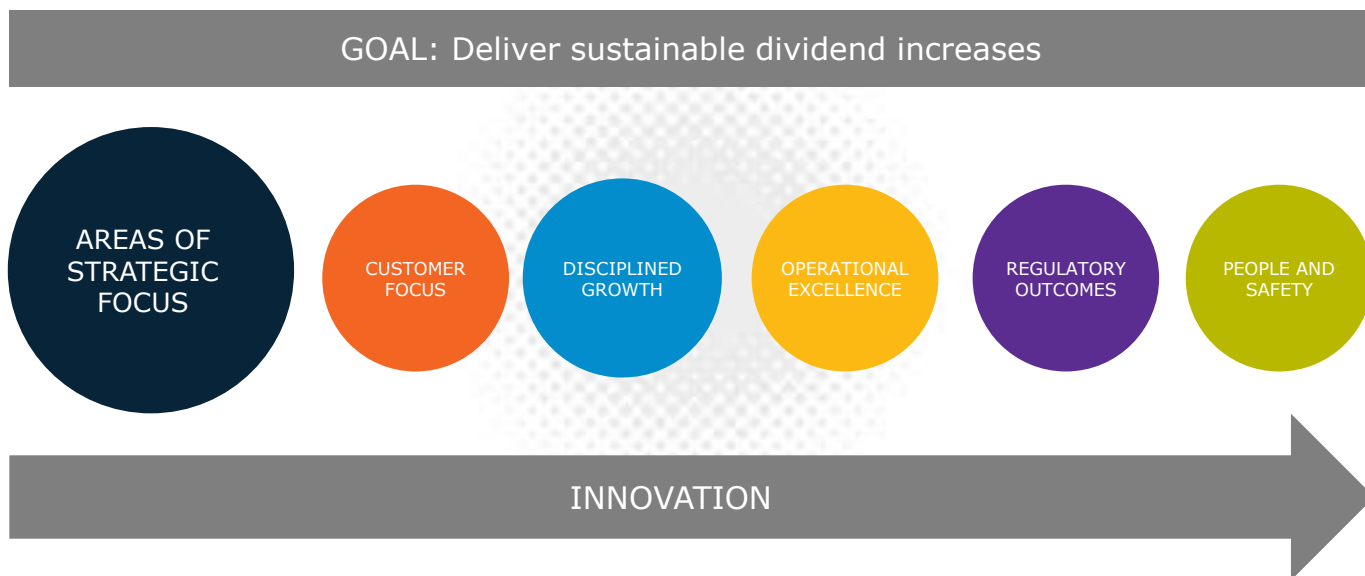 GOAL: Deliver sustainable dividend increases
AREAS OF
STRATEGIC
FOCUS
CUSTOMER
FOCUS
DISCIPLINED
GROWTH
OPERATIONAL
EXCELLENCE
REGULATORY
OUTCOMES
PEOPLE AND
SAFETY
INNOVATION